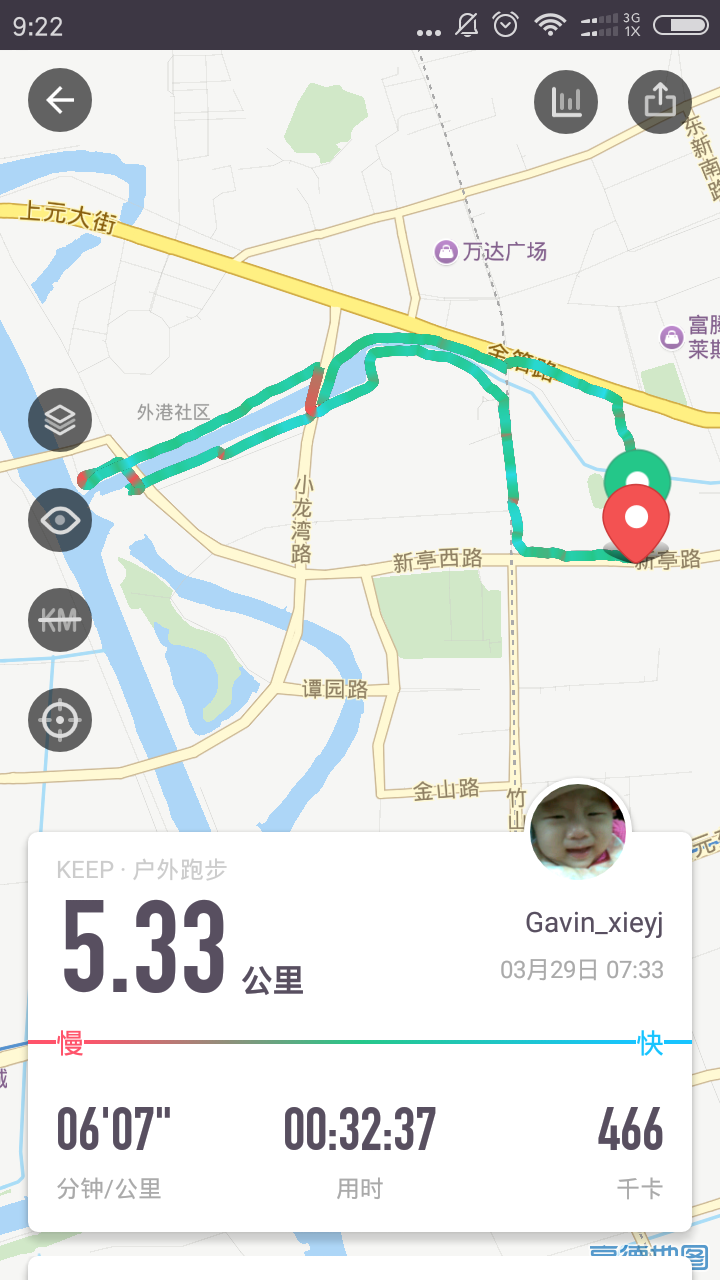 9:22
3G
1X
东新南路
上元大街
万达广场
富腾
莱斯
金箔路
外港社区
KM
小龙湾路
新亭西路
新亭路
谭园路
金山路
竹山
KEEP · 户外跑步
5.33 公里
Gavin_xieyj
03月29日 07:33
慢
快
06'07"
00:32:37
466
分钟/公里
用时
千卡
高德地图